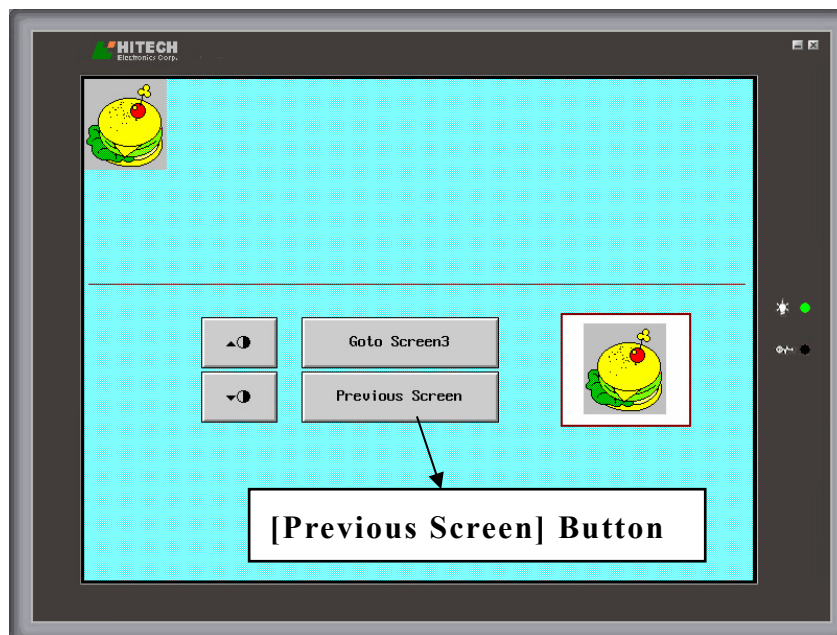 HITECH
Electronics Corp.
Goto Screen3
Previous Screen
[Previous Screen] Button